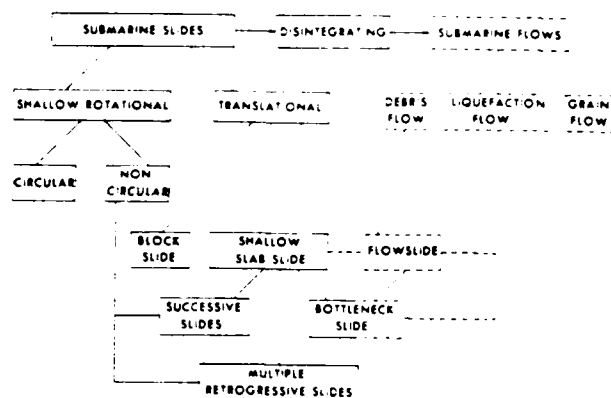 SUBMARINE SLIDES
DISINTEGRATING
SUBMARINE FLOWS
SHALLOW ROTATIONAL
TRANSLATIONAL
DEBRIS
FLOW
LIQUEFACTION
FLOW
GRAIN
FLOW
CIRCULAR
NON
CIRCULAR
BLOCK
SLIDE
SHALLOW
SLAB SLIDE
FLOWSLIDE
SUCCESSIVE
SLIDES
BOTTLENECK
SLIDE
MULTIPLE
RETROGRESSIVE SLIDES